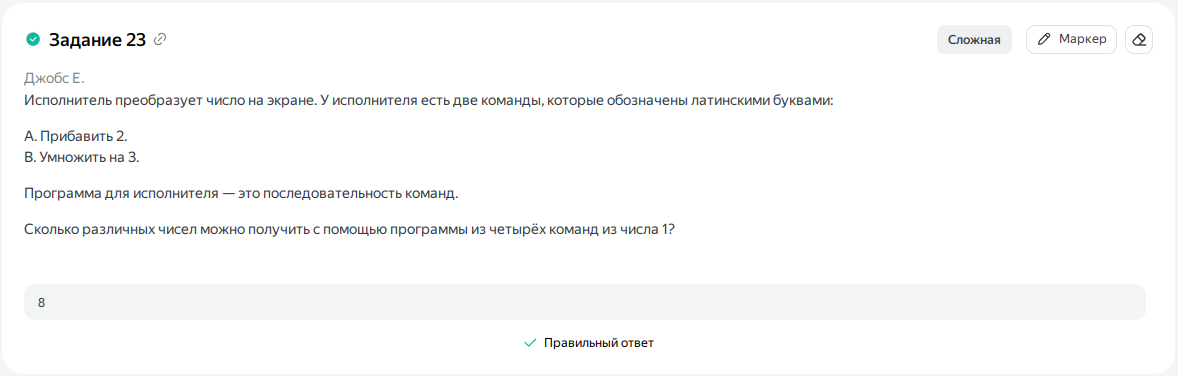 Задание 23
Сложная
Маркер
Джобс Е.
Исполнитель преобразует число на экране. У исполнителя есть две команды, которые обозначены латинскими буквами:
A. Прибавить 2.
B. Умножить на 3.
Программа для исполнителя — это последовательность команд.
Сколько различных чисел можно получить с помощью программы из четырёх команд из числа 1?
8
Правильный ответ